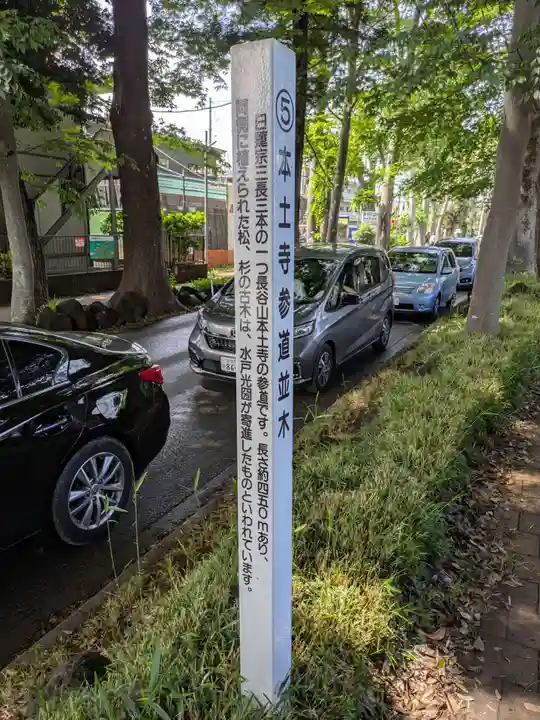 ⑤本土寺参道並木
日蓮宗三長三本の一つ長谷山本土寺の参道です。長さ約四五〇mあり、
両側に植えられた松、杉の古木は、水戸光圀が寄進したものといわれています。